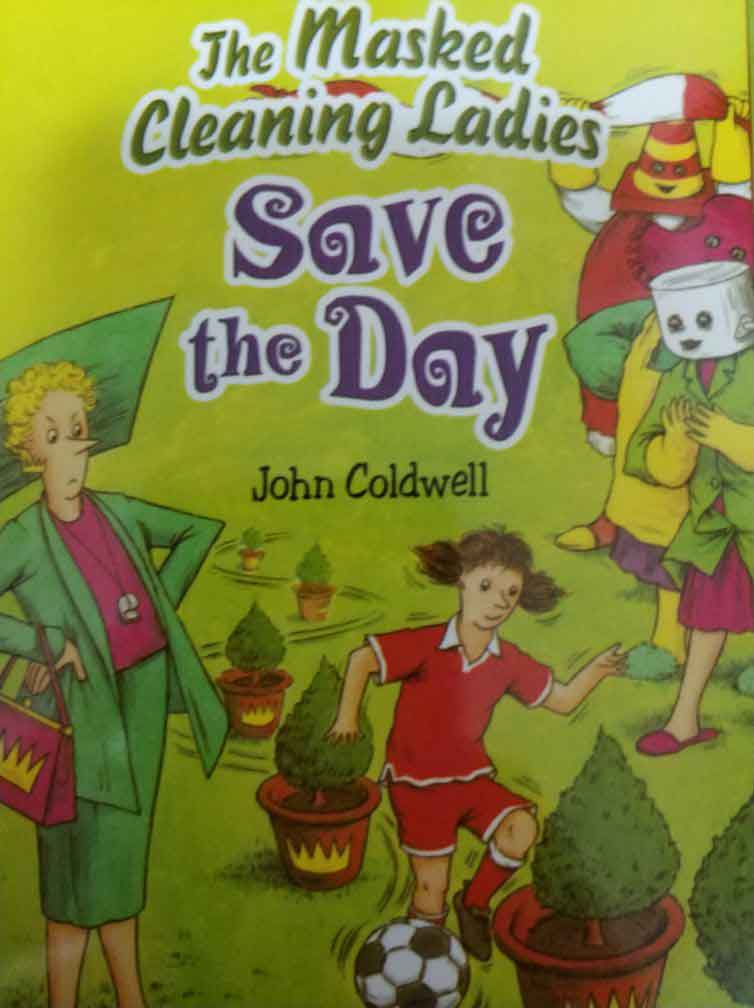 The Masked
Cleaning Ladies
Save
the Day
John Coldwell